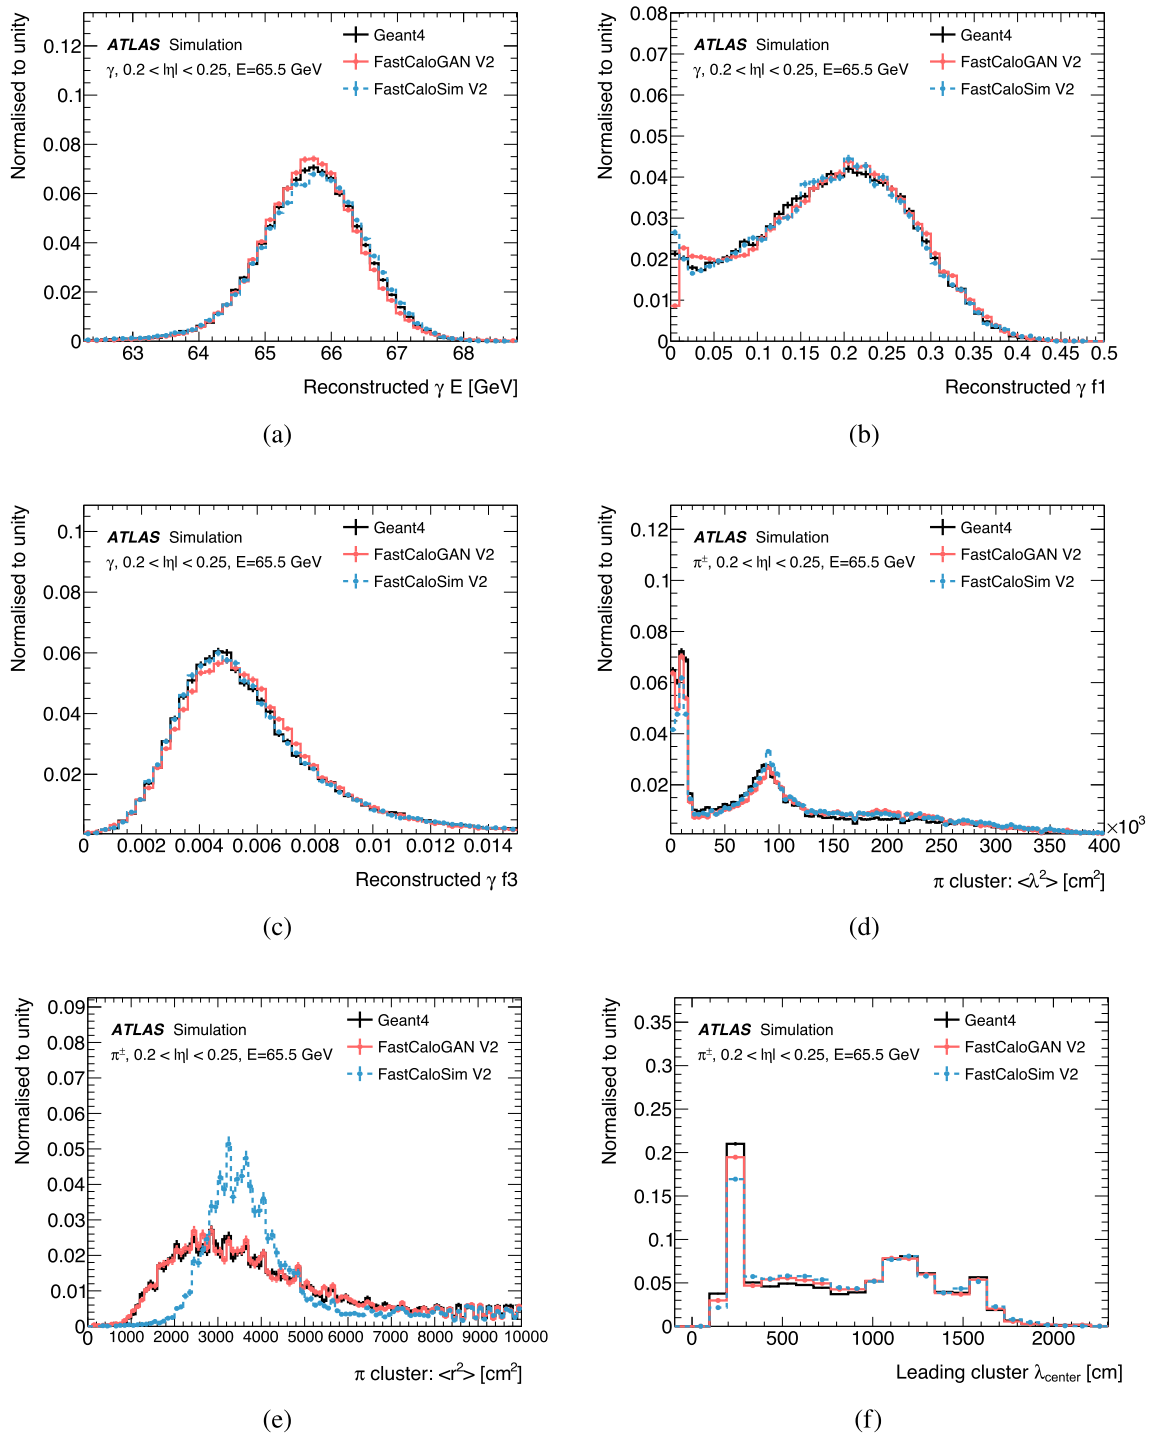 Normalised to unity
0.12
0.1
0.08
0.06
0.04
0.02
0
ATLAS Simulation
γ, 0.2 < |η| < 0.25, E=65.5 GeV
Geant4
FastCaloGAN V2
FastCaloSim V2
63 64 65 66 67 68
Reconstructed γ E [GeV]
(a)
Normalised to unity
0.08
0.07
0.06
0.05
0.04
0.03
0.02
0.01
0
ATLAS Simulation
γ, 0.2 < |η| < 0.25, E=65.5 GeV
Geant4
FastCaloGAN V2
FastCaloSim V2
0 0.05 0.1 0.15 0.2 0.25 0.3 0.35 0.4 0.45 0.5
Reconstructed γ f1
(b)
Normalised to unity
0.1
0.08
0.06
0.04
0.02
ATLAS Simulation
γ, 0.2 < |η| < 0.25, E=65.5 GeV
Geant4
FastCaloGAN V2
FastCaloSim V2
0 0.002 0.004 0.006 0.008 0.01 0.012 0.014
Reconstructed γ f3
(c)
Normalised to unity
0.12
0.1
0.08
0.06
0.04
0.02
ATLAS Simulation
π±, 0.2 < |η| < 0.25, E=65.5 GeV
Geant4
FastCaloGAN V2
FastCaloSim V2
0 50 100 150 200 250 300 350 400
×10³
π cluster: <λ²> [cm²]
(d)
Normalised to unity
0.09
0.08
0.07
0.06
0.05
0.04
0.03
0.02
0.01
0
ATLAS Simulation
π±, 0.2 < |η| < 0.25, E=65.5 GeV
Geant4
FastCaloGAN V2
FastCaloSim V2
0 1000 2000 3000 4000 5000 6000 7000 8000 9000 10000
π cluster: <r²> [cm²]
(e)
Normalised to unity
0.35
0.3
0.25
0.2
0.15
0.1
0.05
0
ATLAS Simulation
π±, 0.2 < |η| < 0.25, E=65.5 GeV
Geant4
FastCaloGAN V2
FastCaloSim V2
0 500 1000 1500 2000
Leading cluster λcenter [cm]
(f)